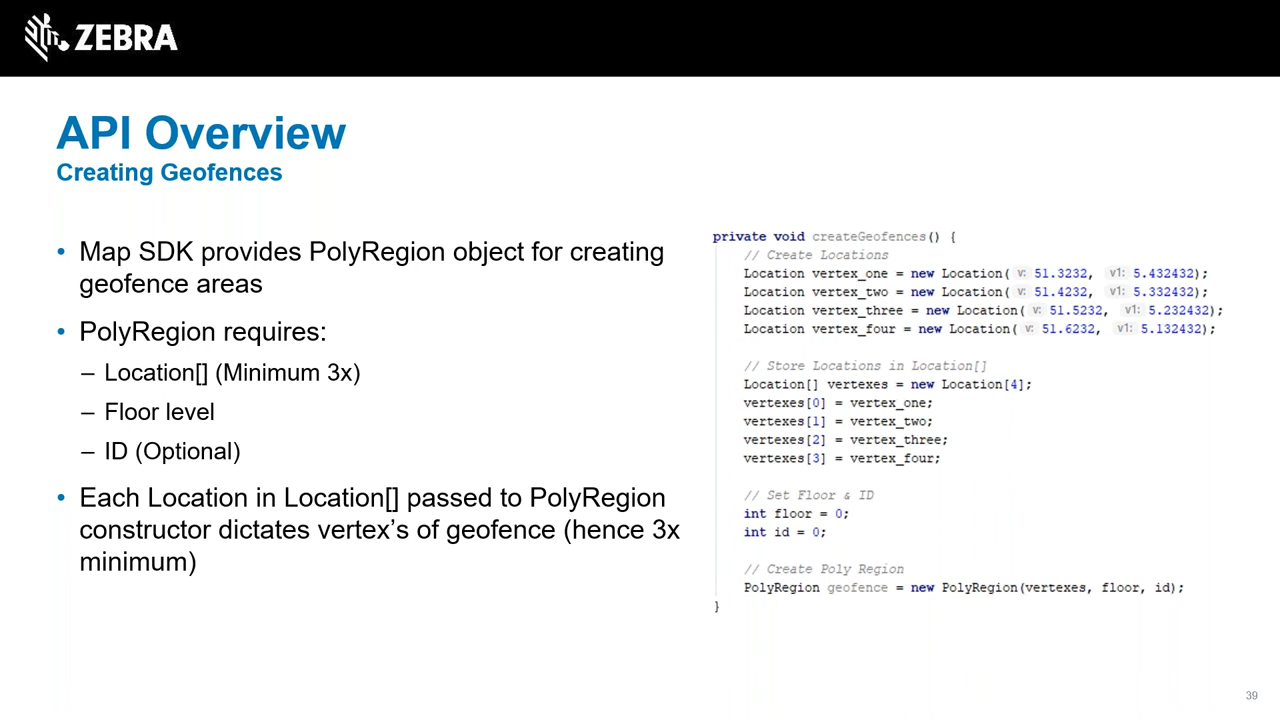 ZEBRA
API Overview
Creating Geofences
• Map SDK provides PolyRegion object for creating
geofence areas
• PolyRegion requires:
– Location[] (Minimum 3x)
– Floor level
– ID (Optional)
• Each Location in Location[] passed to PolyRegion
constructor dictates vertex’s of geofence (hence 3x
minimum)
private void createGeofences() {
// Create Locations
Location vertex_one = new Location( v: 51.3232, v1: 5.432432);
Location vertex_two = new Location( v: 51.4232, v1: 5.332432);
Location vertex_three = new Location( v: 51.5232, v1: 5.232432);
Location vertex_four = new Location( v: 51.6232, v1: 5.132432);
// Store Locations in Location[]
Location[] vertexes = new Location[4];
vertexes[0] = vertex_one;
vertexes[1] = vertex_two;
vertexes[2] = vertex_three;
vertexes[3] = vertex_four;
// Set Floor & ID
int floor = 0;
int id = 0;
// Create Poly Region
PolyRegion geofence = new PolyRegion(vertexes, floor, id);
}
39